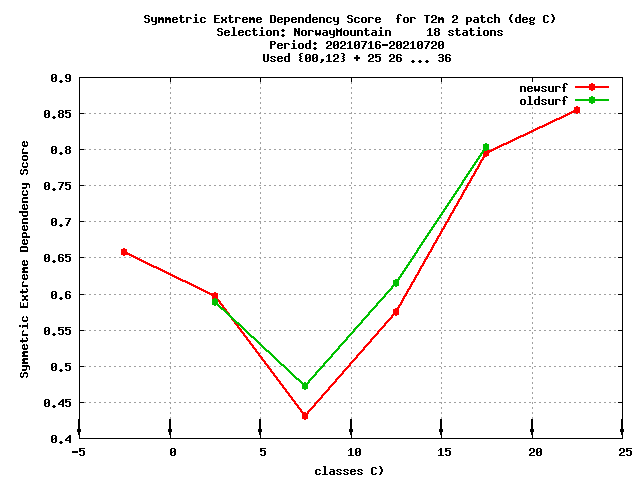 Symmetric Extreme Dependency Score  for T2m 2 patch (deg C)
Selection: NorwayMountain     18 stations
Period: 20210716-20210720
Used {00,12} + 25 26 ... 36
newsurf
oldsurf
Symmetric Extreme Dependency Score
0.9
0.85
0.8
0.75
0.7
0.65
0.6
0.55
0.5
0.45
0.4
-5 0 5 10 15 20 25
classes C)